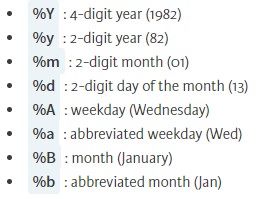 • %Y : 4-digit year (1982)
• %y : 2-digit year (82)
• %m : 2-digit month (01)
• %d : 2-digit day of the month (13)
• %A : weekday (Wednesday)
• %a : abbreviated weekday (Wed)
• %B : month (January)
• %b : abbreviated month (Jan)